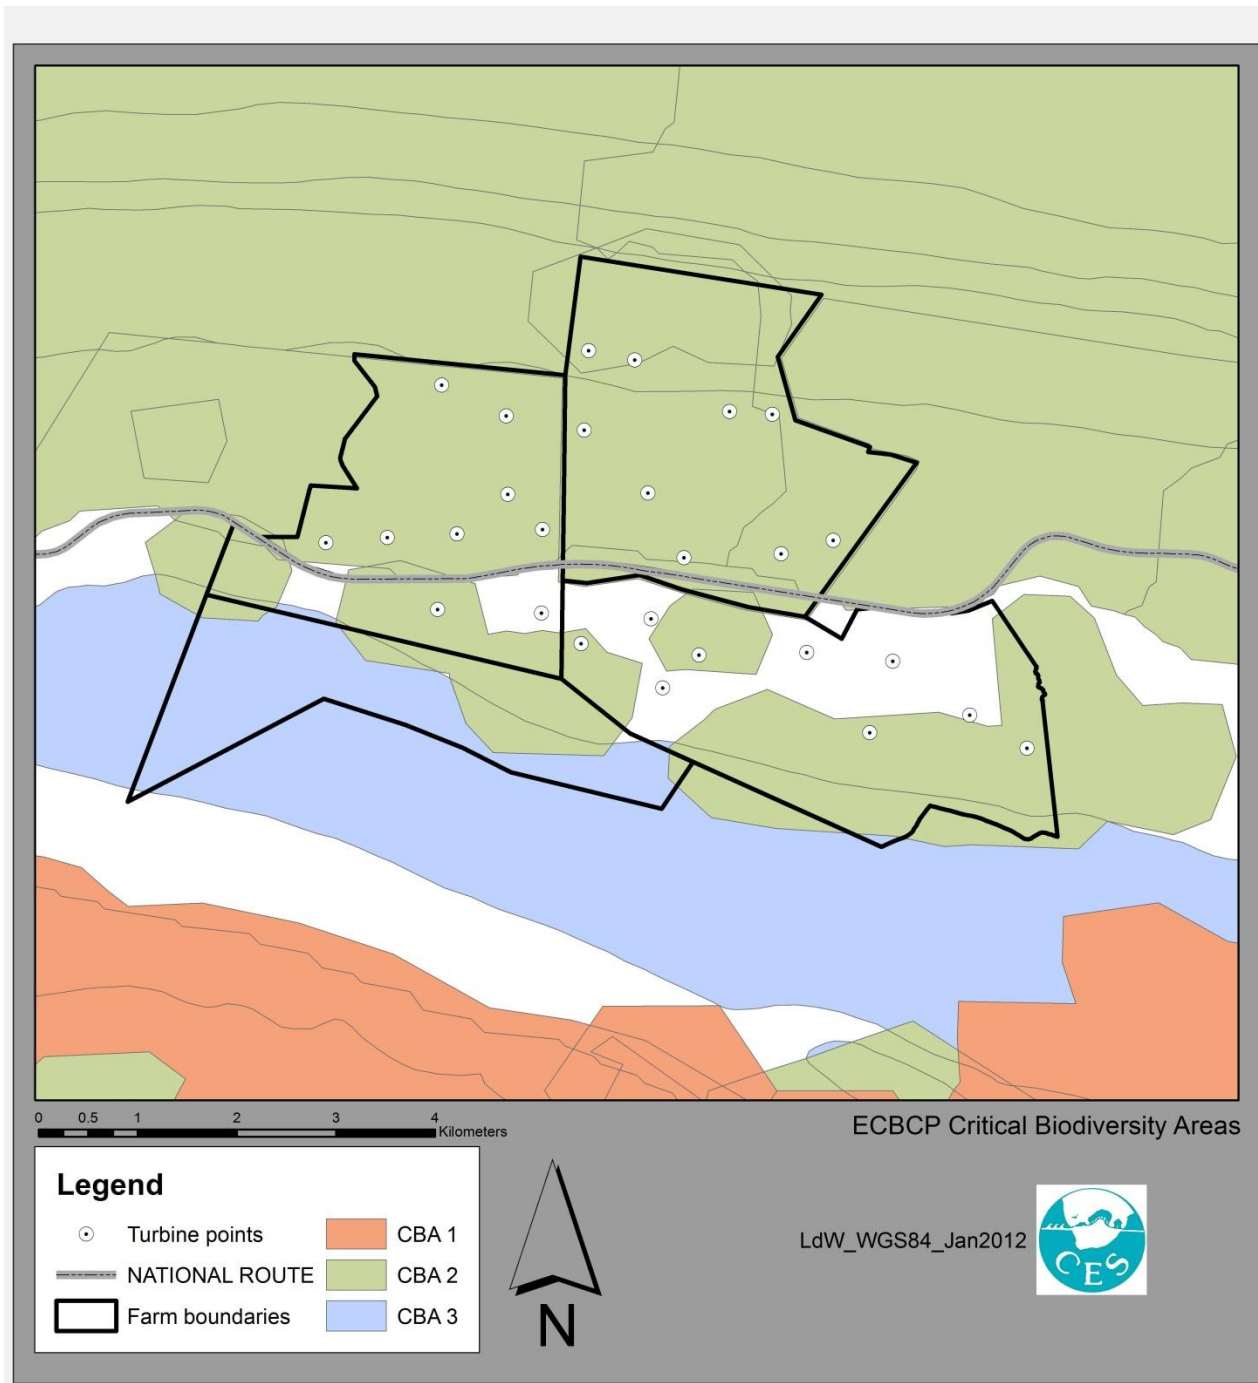 0 0.5 1 2 3 4
Kilometers
ECBCP Critical Biodiversity Areas
Legend
Turbine points
NATIONAL ROUTE
Farm boundaries
CBA 1
CBA 2
CBA 3
N
LdW_WGS84_Jan2012
CES